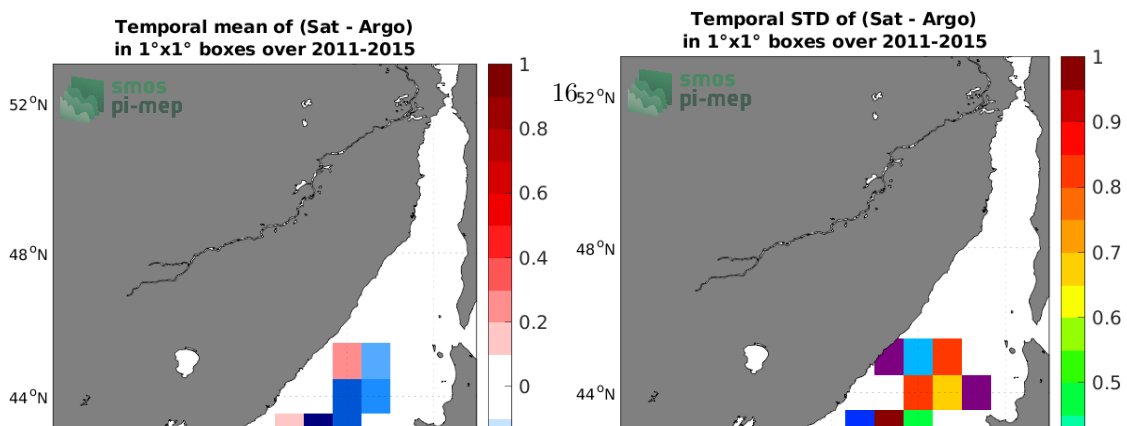 Temporal mean of (Sat - Argo)
in 1°x1° boxes over 2011-2015
smos
pi-mep
52°N
48°N
44°N
1
0.8
0.6
0.4
0.2
0
16
Temporal STD of (Sat - Argo)
in 1°x1° boxes over 2011-2015
smos
pi-mep
52°N
48°N
44°N
1
0.9
0.8
0.7
0.6
0.5